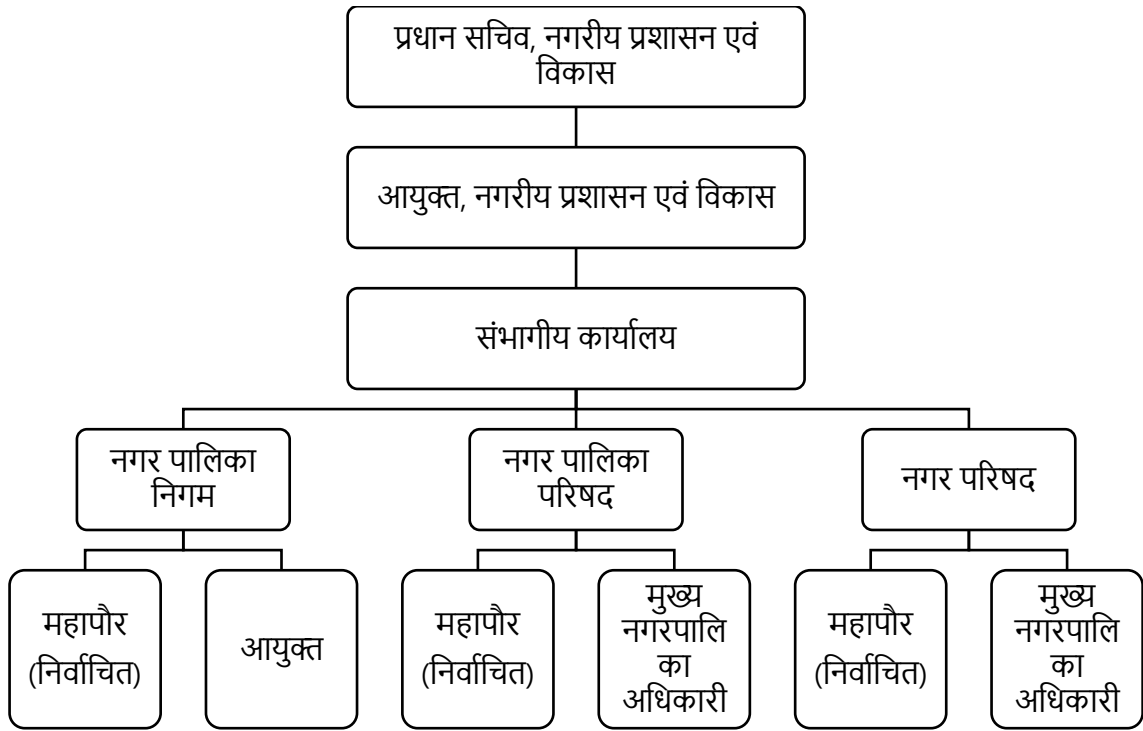 प्रधान सचिव, नगरीय प्रशासन एवं
विकास
आयुक्त, नगरीय प्रशासन एवं विकास
संभागीय कार्यालय
नगर पालिका
निगम
नगर पालिका
परिषद
नगर परिषद
महापौर
(निर्वाचित)
आयुक्त
महापौर
(निर्वाचित)
मुख्य
नगरपालि
का
अधिकारी
महापौर
(निर्वाचित)
मुख्य
नगरपालि
का
अधिकारी